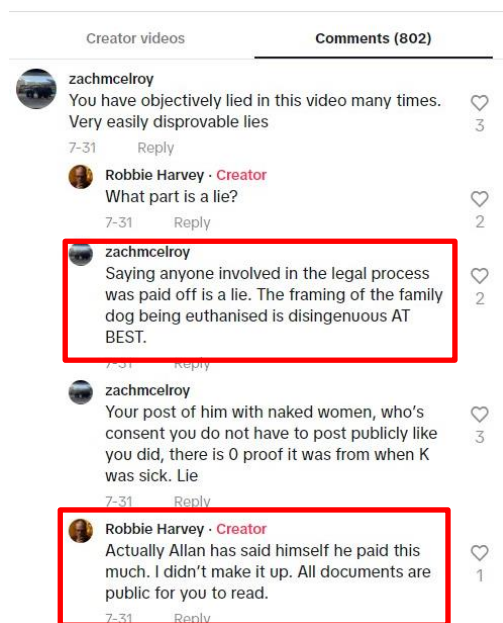 Creator videos
Comments (802)
zachmcelroy
You have objectively lied in this video many times.
Very easily disprovable lies
3
7-31 Reply
Robbie Harvey · Creator
What part is a lie?
7-31 Reply
2
zachmcelroy
Saying anyone involved in the legal process
was paid off is a lie. The framing of the family
dog being euthanised is disingenuous AT
BEST.
2
7-31 Reply
zachmcelroy
Your post of him with naked women, who's
consent you do not have to post publicly like
you did, there is 0 proof it was from when K
was sick. Lie
3
7-31 Reply
Robbie Harvey · Creator
Actually Allan has said himself he paid this
much. I didn't make it up. All documents are
public for you to read.
1
7-31 Reply